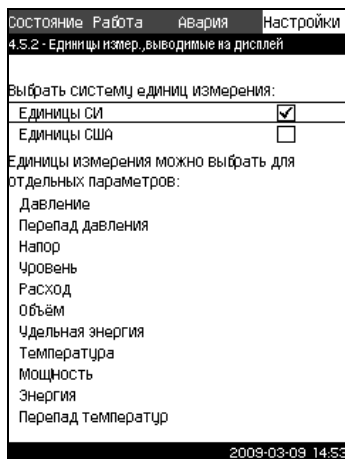 Состояние Работа Авария Настройки
4.5.2 - Единицы измер.,выводимые на дисплей
Выбрать систему единиц измерения:
Единицы СИ
Единицы США
Единицы измерения можно выбрать для
отдельных параметров:
Давление
Перепад давления
Напор
Уровень
Расход
Объём
Удельная энергия
Температура
Мощность
Энергия
Перепад температур
2009-03-09 14:53